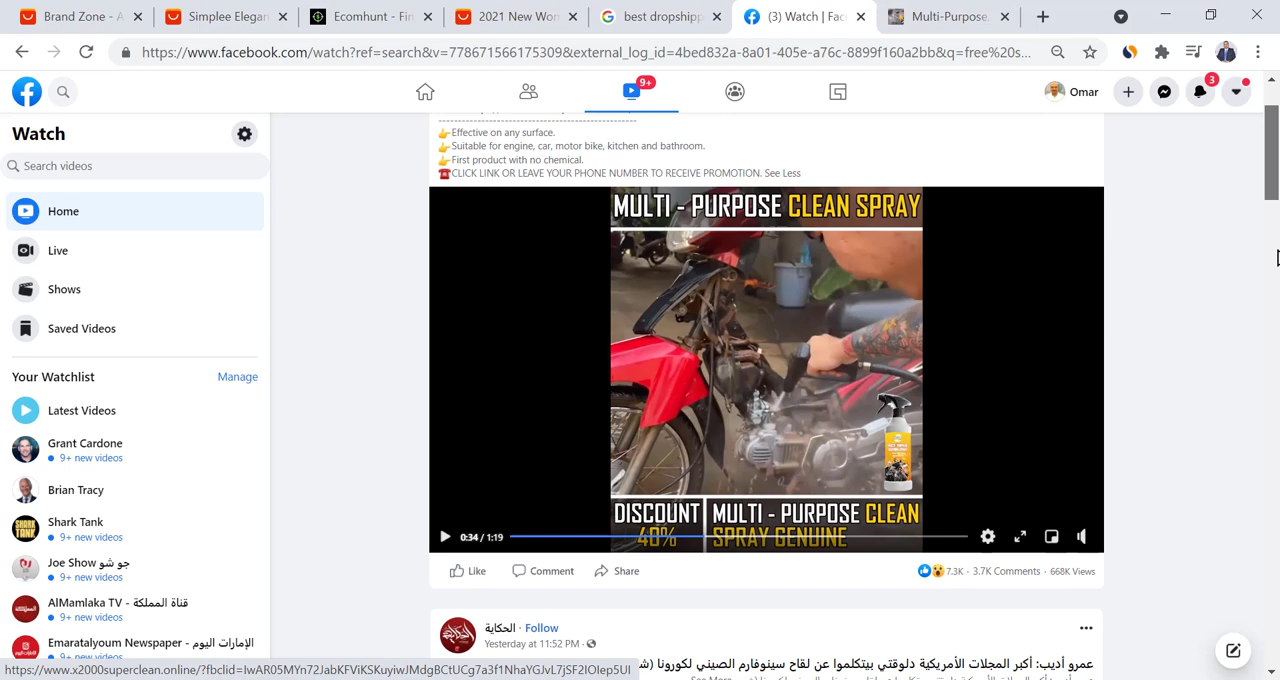 Brand Zone - A
Simplee Elegan
Ecomhunt - Fin
2021 New Won
best dropshipp
(3) Watch | Fac
Multi-Purpose
https://www.facebook.com/watch?ref=search&v=778671566175309&external_log_id=4bed832a-8a01-405e-a76c-8899f160a2bb&q=free%20s...
9+
Omar
3
Watch
Search videos
Home
Live
Shows
Saved Videos
Your Watchlist
Manage
Latest Videos
Grant Cardone
9+ new videos
Brian Tracy
Shark Tank
9+ new videos
Joe Show جو شو
9+ new videos
AlMamlaka TV - قناة المملكة
9+ new videos
Emaratalyoum Newspaper - الإمارات اليوم
9+ new videos
------------------------------------------------
👉Effective on any surface.
👉Suitable for engine, car, motor bike, kitchen and bathroom.
👉First product with no chemical.
☎️CLICK LINK OR LEAVE YOUR PHONE NUMBER TO RECEIVE PROMOTION. See Less
MULTI - PURPOSE CLEAN SPRAY
DISCOUNT
40%
MULTI - PURPOSE CLEAN
SPRAY GENUINE
0:34 / 1:19
Like
Comment
Share
7.3K · 3.7K Comments · 668K Views
الحكاية · Follow
Yesterday at 11:52 PM ·
عمرو أديب: أكبر المجلات الأمريكية دلوقتي بيتكلموا عن لقاح سينوفارم الصيني لكورونا
https://www.x2000superclean.online/?fbclid=IwAR05MYn72JabKFViKSKuyiwJMdgBCtUCg7a3f1NhaYGJvL7jSF2IOIep5UI